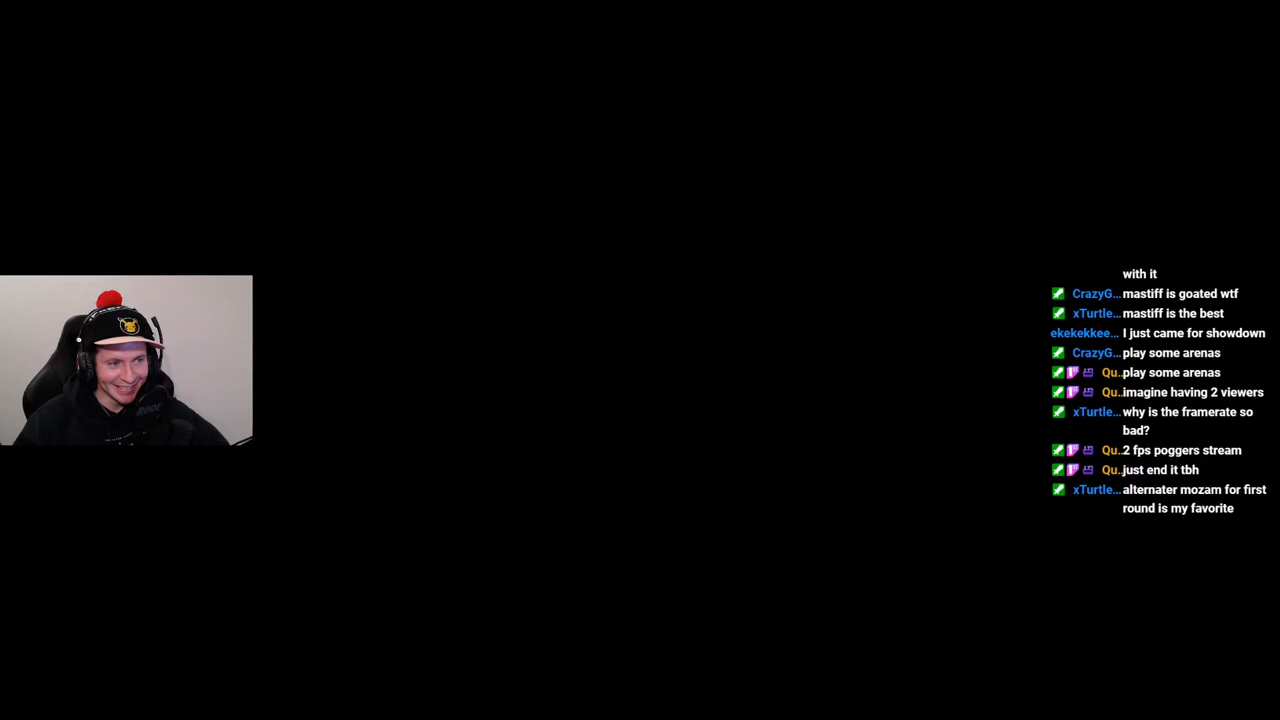 with it
CrazyG... mastiff is goated wtf
xTurtle... mastiff is the best
ekekekkee... I just came for showdown
CrazyG... play some arenas
Qu.. play some arenas
Qu.. imagine having 2 viewers
xTurtle... why is the framerate so
bad?
Qu.. 2 fps poggers stream
Qu.. just end it tbh
xTurtle... alternater mozam for first
round is my favorite